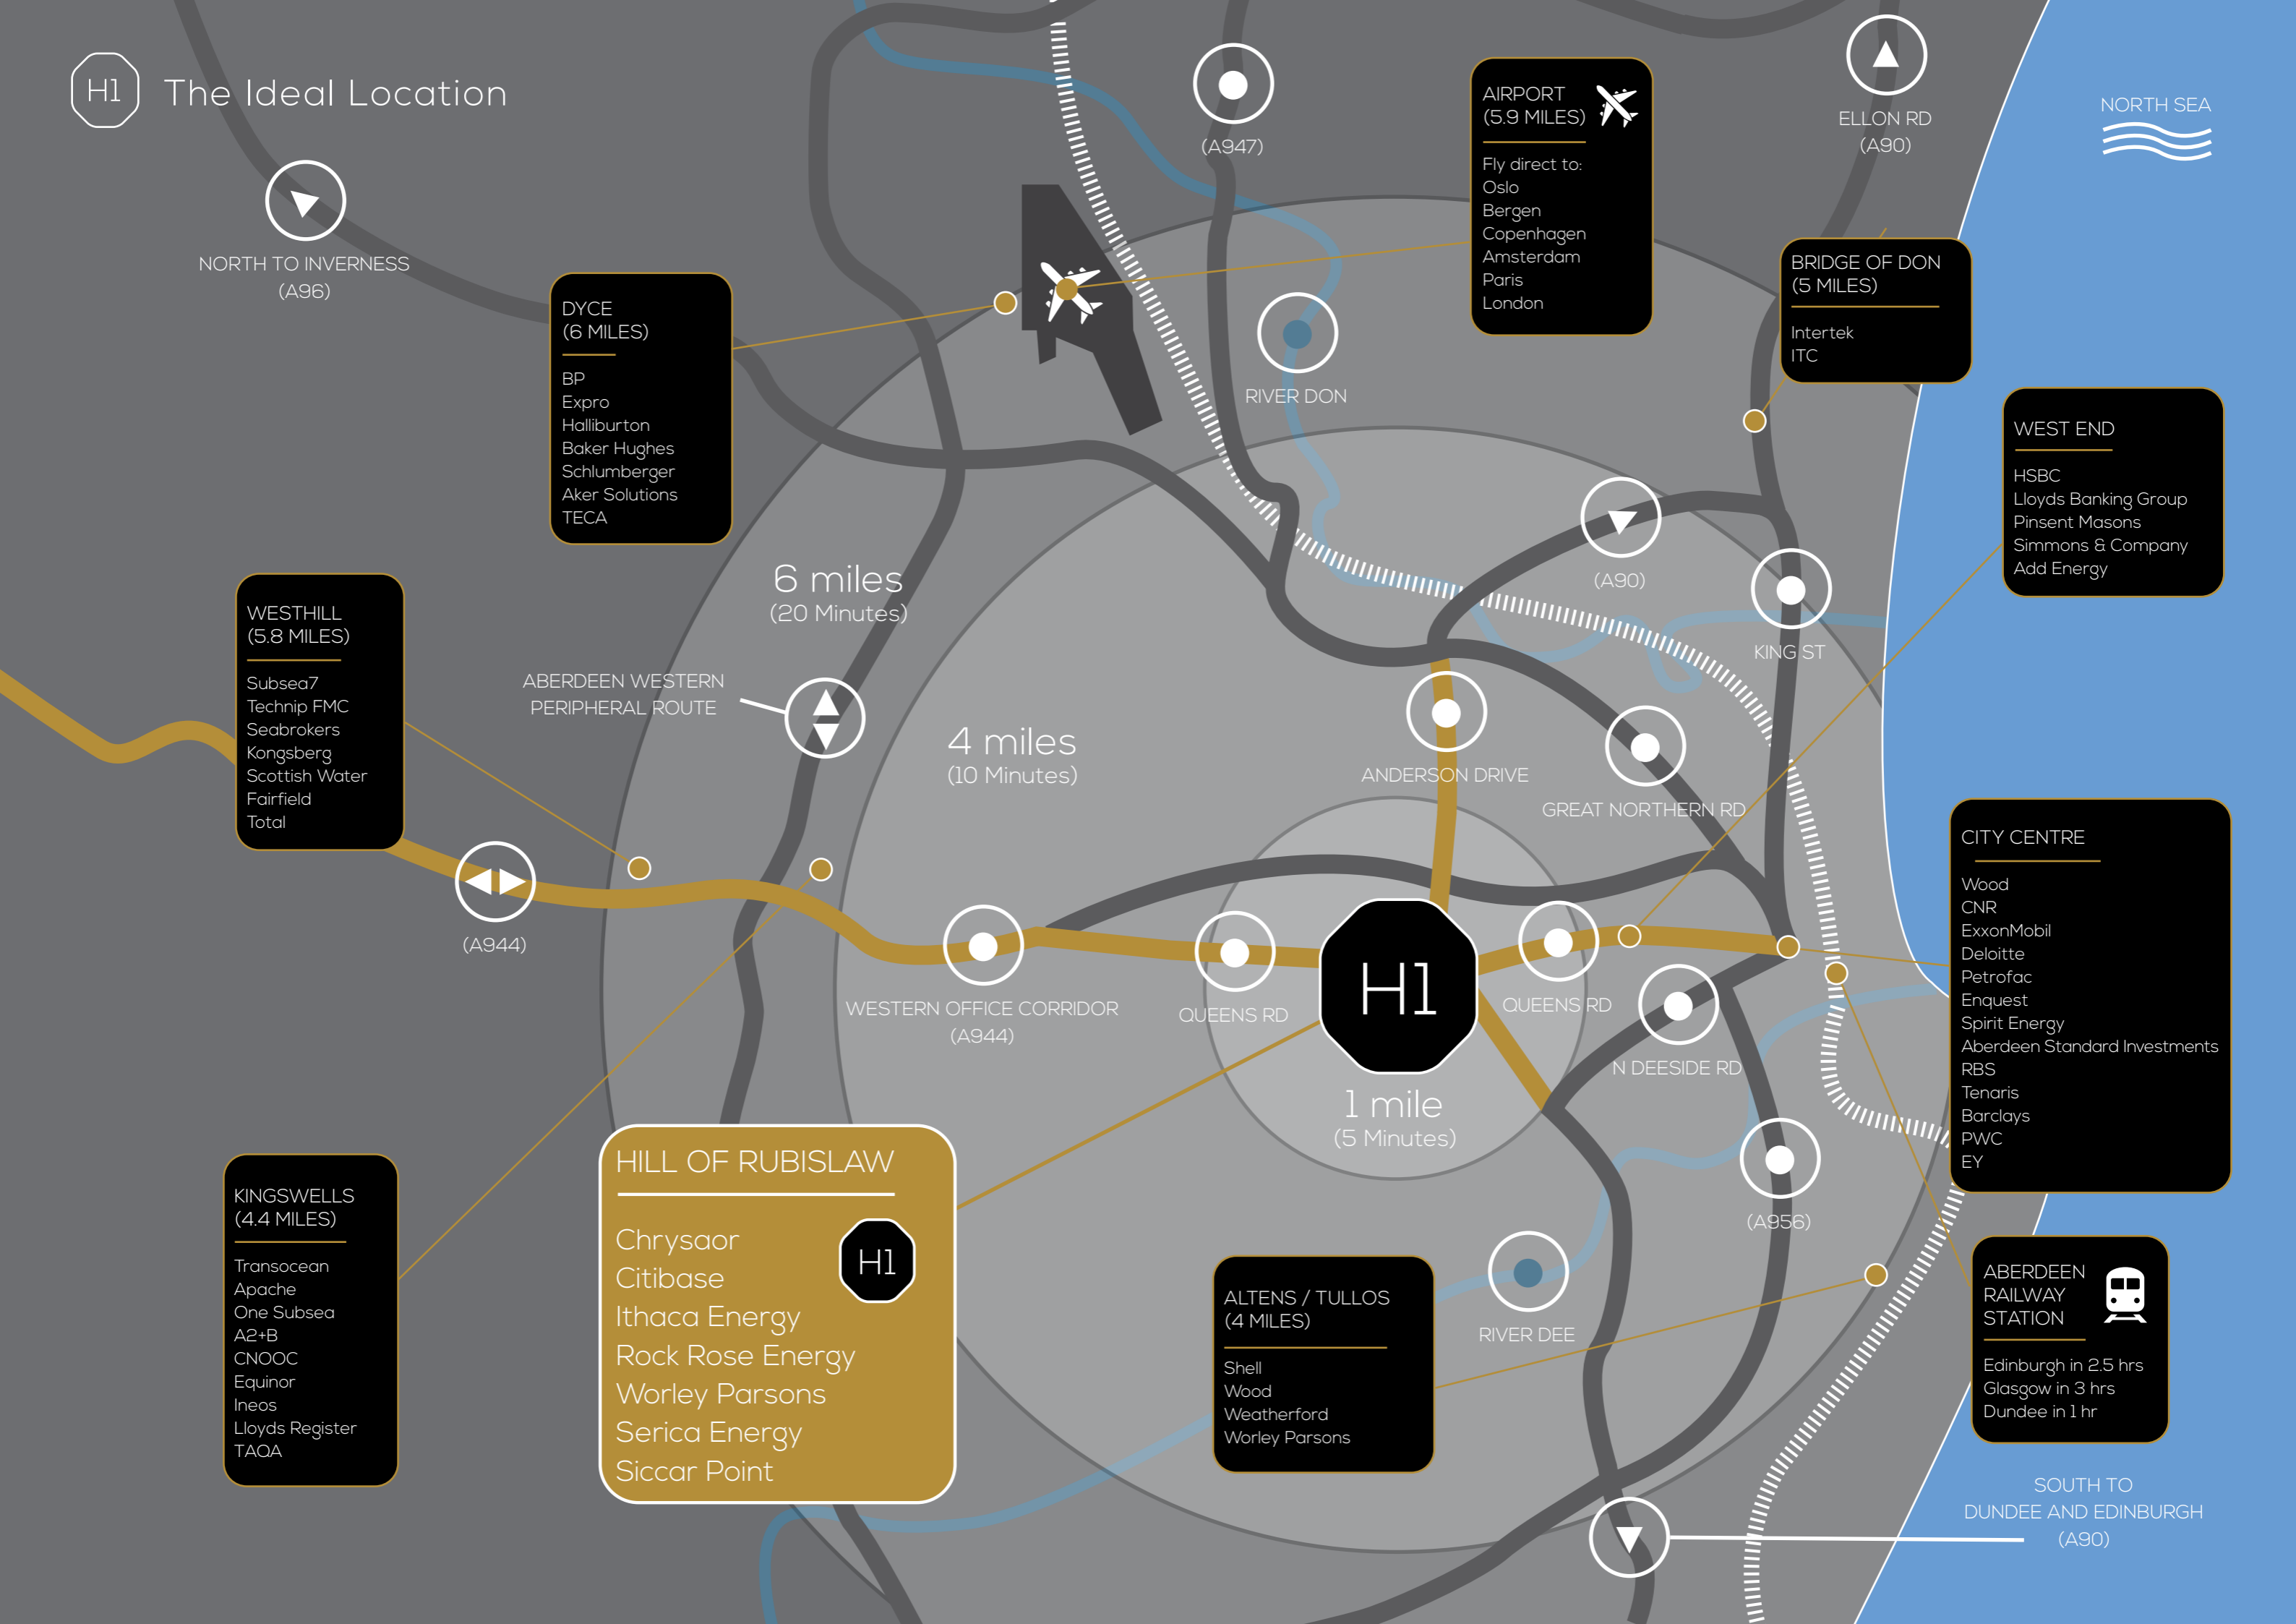 H1 The Ideal Location
NORTH TO INVERNESS
(A96)
(A947)
AIRPORT
(5.9 MILES)
Fly direct to:
Oslo
Bergen
Copenhagen
Amsterdam
Paris
London
ELLON RD
(A90)
NORTH SEA
DYCE
(6 MILES)
BP
Expro
Halliburton
Baker Hughes
Schlumberger
Aker Solutions
TECA
RIVER DON
BRIDGE OF DON
(5 MILES)
Intertek
ITC
WEST END
HSBC
Lloyds Banking Group
Pinsent Masons
Simmons & Company
Add Energy
6 miles
(20 Minutes)
(A90)
KING ST
WESTHILL
(5.8 MILES)
Subsea7
Technip FMC
Seabrokers
Kongsberg
Scottish Water
Fairfield
Total
ABERDEEN WESTERN
PERIPHERAL ROUTE
4 miles
(10 Minutes)
ANDERSON DRIVE
GREAT NORTHERN RD
(A944)
WESTERN OFFICE CORRIDOR
(A944)
QUEENS RD
H1
QUEENS RD
N DEESIDE RD
1 mile
(5 Minutes)
CITY CENTRE
Wood
CNR
ExxonMobil
Deloitte
Petrofac
Enquest
Spirit Energy
Aberdeen Standard Investments
RBS
Tenaris
Barclays
PWC
EY
KINGSWELLS
(4.4 MILES)
Transocean
Apache
One Subsea
A2+B
CNOOC
Equinor
Ineos
Lloyds Register
TAQA
HILL OF RUBISLAW
H1
Chrysaor
Citibase
Ithaca Energy
Rock Rose Energy
Worley Parsons
Serica Energy
Siccar Point
(A956)
ALTENS / TULLOS
(4 MILES)
Shell
Wood
Weatherford
Worley Parsons
RIVER DEE
ABERDEEN
RAILWAY
STATION
Edinburgh in 2.5 hrs
Glasgow in 3 hrs
Dundee in 1 hr
SOUTH TO
DUNDEE AND EDINBURGH
(A90)